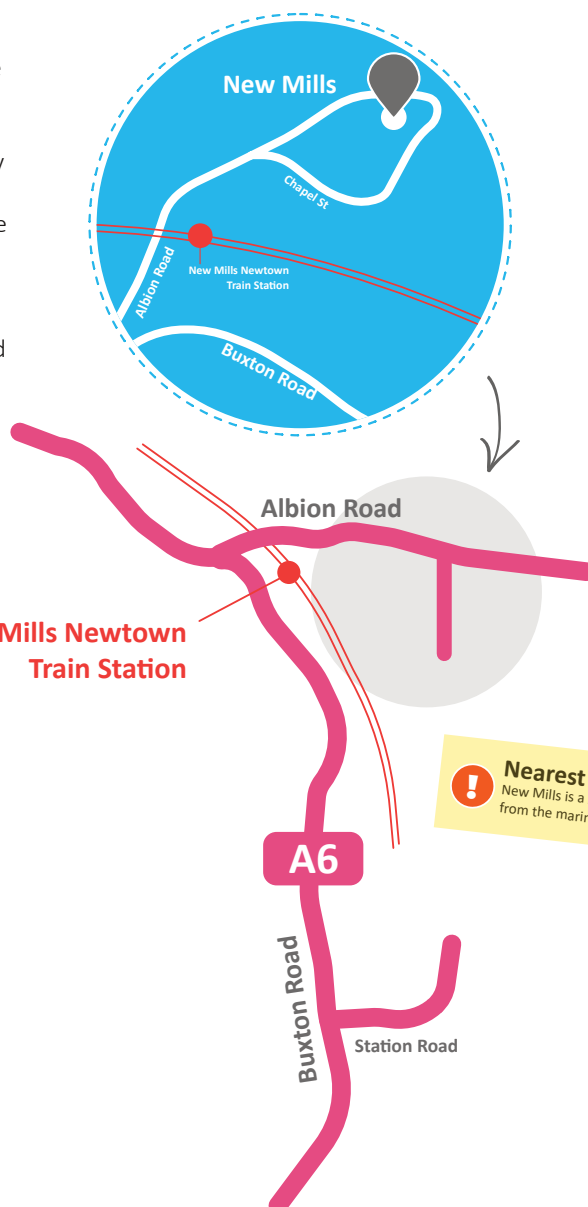 New Mills
Chapel St
New Mills Newtown
Train Station
Albion Road
Buxton Road
Albion Road
Mills Newtown
Train Station
Nearest
New Mills is a
from the marin
A6
Buxton Road
Station Road